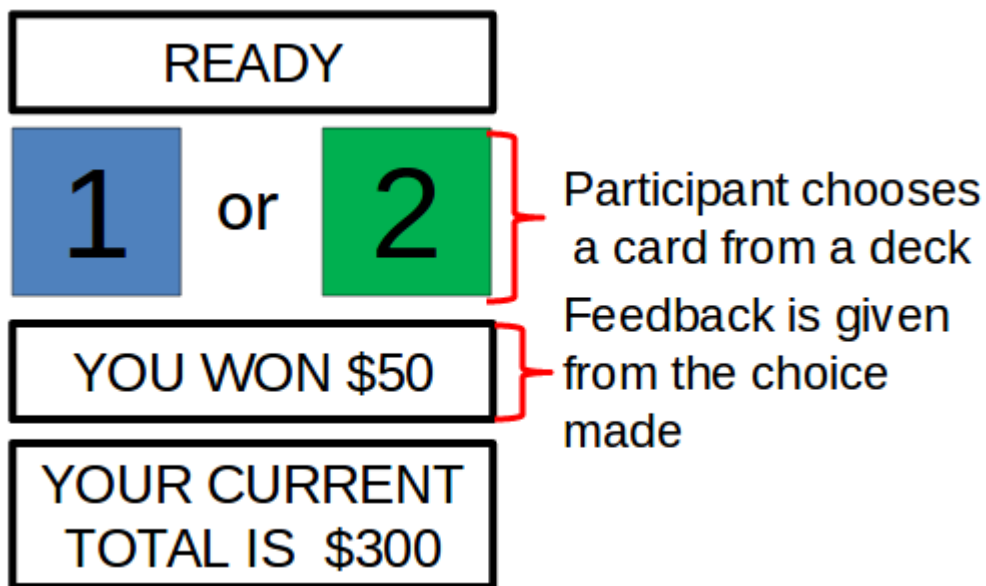 READY
1 or 2
Participant chooses
a card from a deck
YOU WON $50
Feedback is given
from the choice
made
YOUR CURRENT
TOTAL IS $300